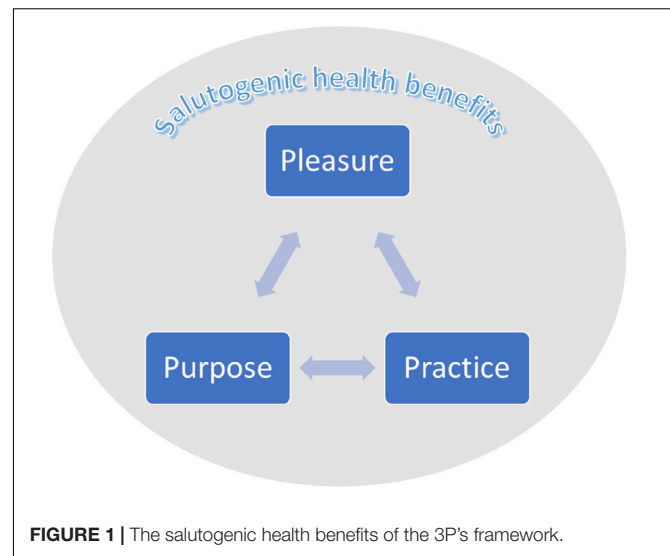 Salutogenic health benefits
Pleasure
Purpose
Practice
FIGURE 1 | The salutogenic health benefits of the 3P's framework.